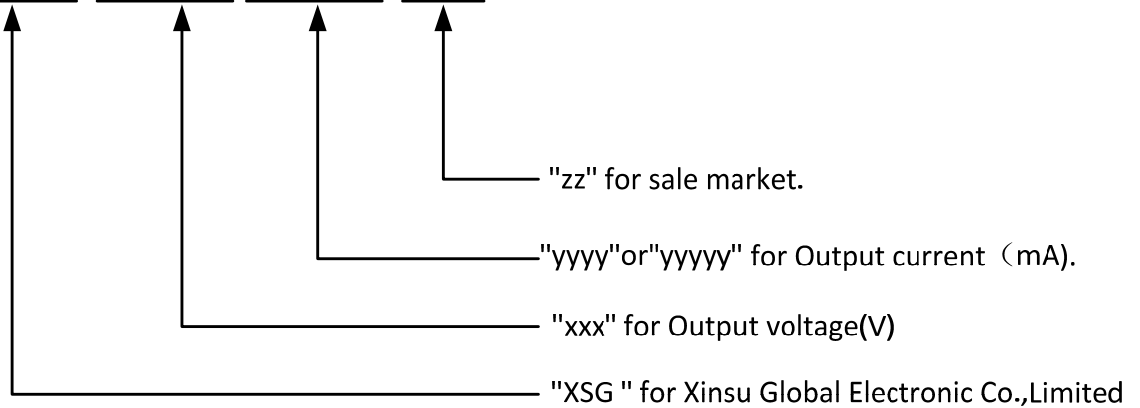 "zz" for sale market.
"yyyy"or"yyyyy" for Output current（mA).
"xxx" for Output voltage(V)
"XSG " for Xinsu Global Electronic Co.,Limited